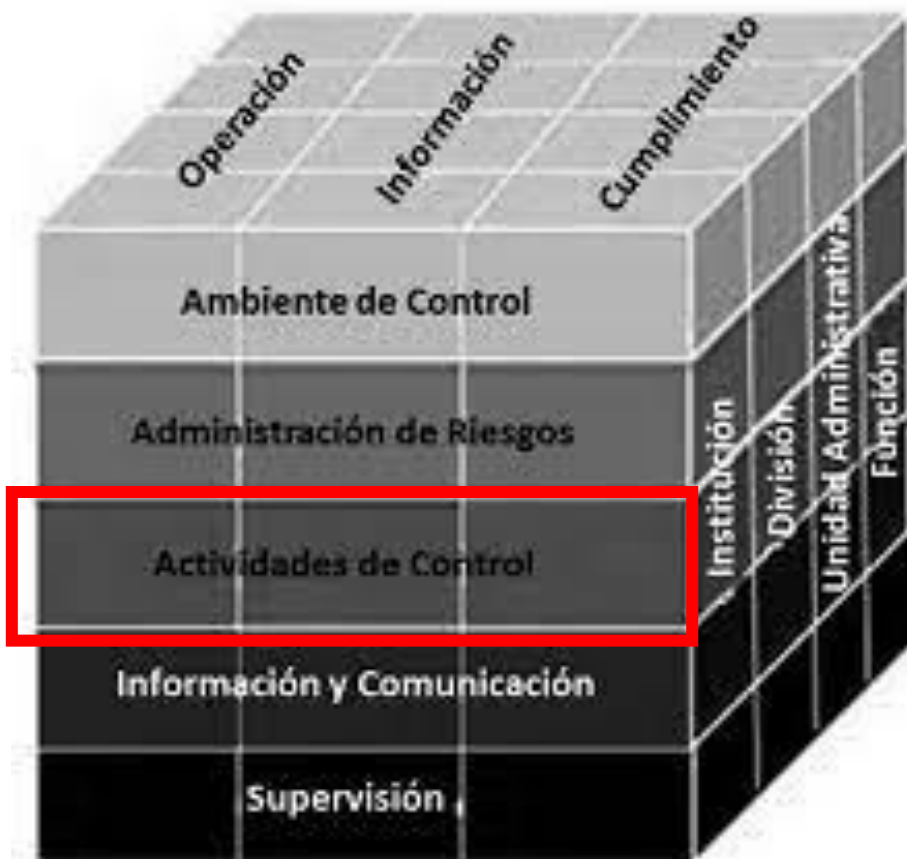 Operación
Información
Cumplimiento
Ambiente de Control
Administración de Riesgos
Actividades de Control
Información y Comunicación
Supervisión
Institución
División
Unidad Administrativa
Función